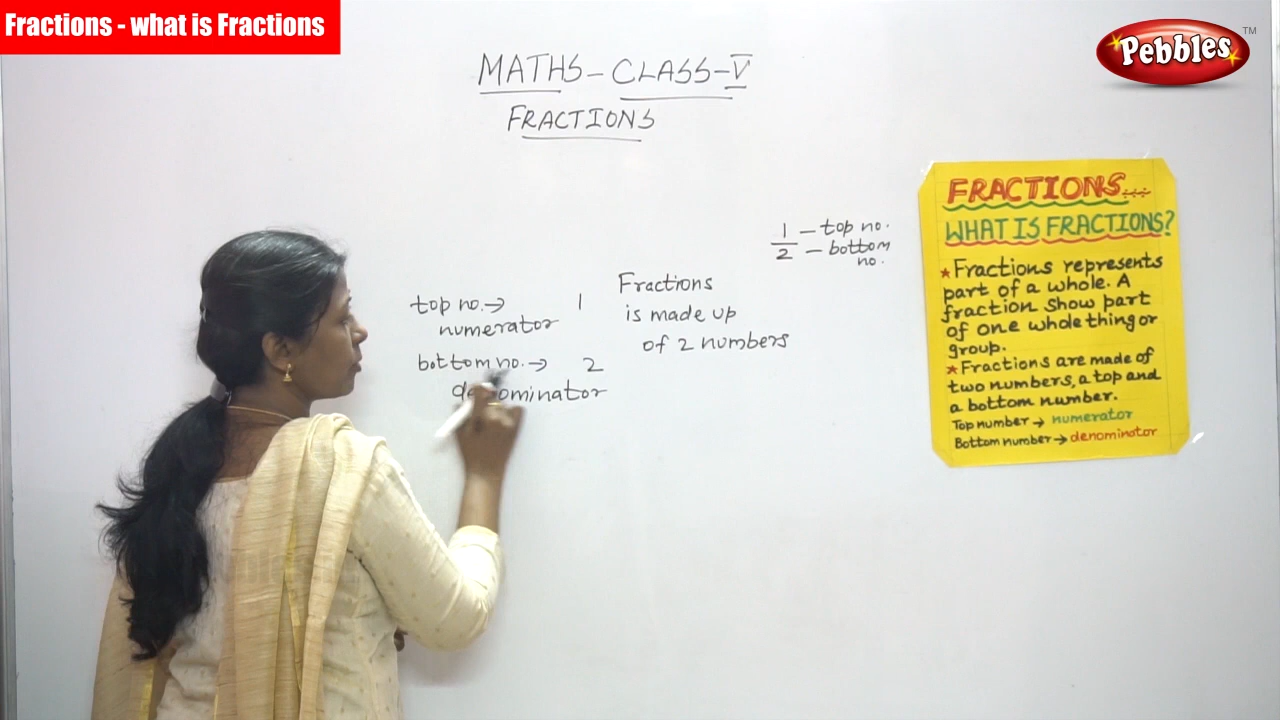 Fractions - what is Fractions
Pebbles TM
MATHS - CLASS - V
FRACTIONS
1 - top no.
2 - bottom
no.
top no. → 1
numerator
bottom no. → 2
denominator
Fractions
is made up
of 2 numbers
FRACTIONS...
WHAT IS FRACTIONS?
★ Fractions represents
part of a whole. A
fraction show part
of one whole thing or
group.
★ Fractions are made of
two numbers, a top and
a bottom number.
Top number → numerator
Bottom number → denominator